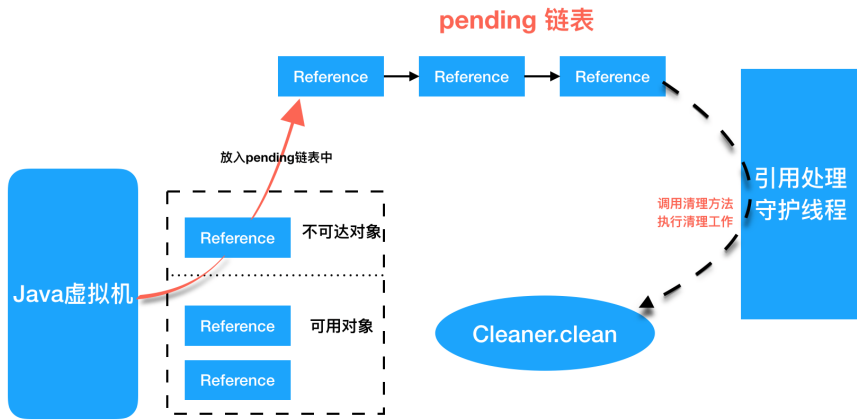 pending 链表
Reference
Reference
Reference
放入pending链表中
引用处理
守护线程
调用清理方法
执行清理工作
Reference
不可达对象
Java虚拟机
Reference
可用对象
Cleaner.clean
Reference